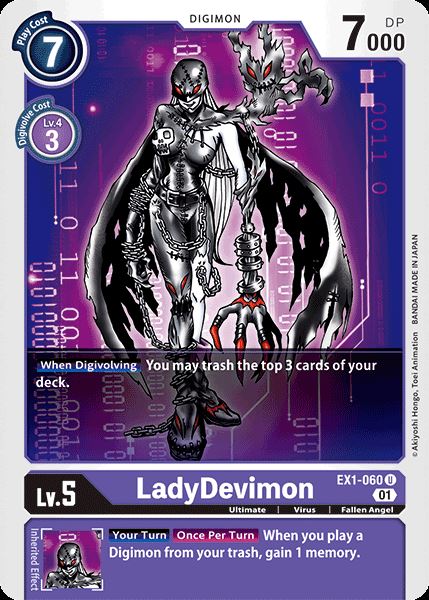 DIGIMON
Play Cost
7
DP
7000
Digivolve Cost
Lv.4
3
When Digivolving You may trash the top 3 cards of your
deck.
© Akiyoshi Hongo, Toei Animation BANDAI MADE IN JAPAN
Lv.5
LadyDevimon
EX1-060 U
01
Ultimate | Virus | Fallen Angel
Inherited Effect
Your Turn Once Per Turn When you play a
Digimon from your trash, gain 1 memory.